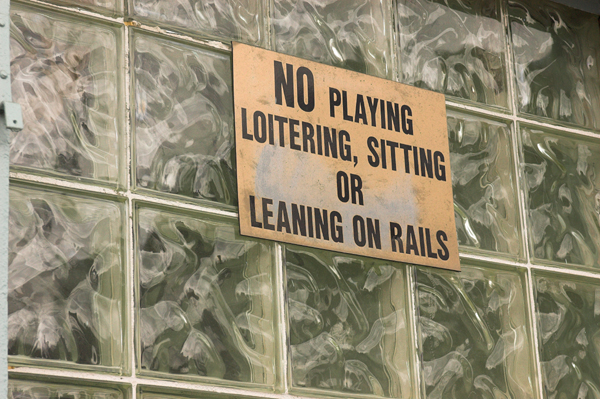 NO PLAYING
LOITERING, SITTING
OR
LEANING ON RAILS